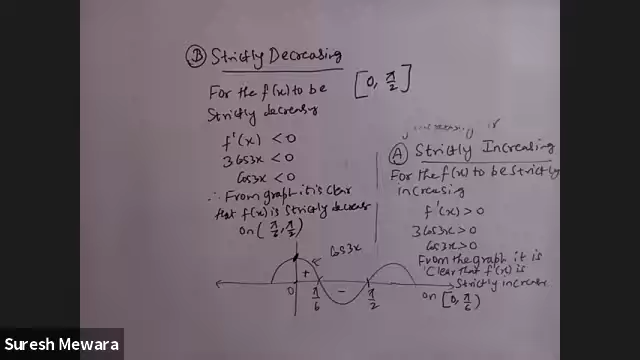 Ⓑ Strictly Decreasing
[0, π/2]
For the f(x) to be
Strictly decreasing
f'(x) < 0
3 cos3x < 0
cos3x < 0
∴ From graph it is clear
that f(x) is strictly decreas
on (π/6, π/2)
increasing
Ⓐ Strictly Increasing
For the f(x) to be strictly
increasing
f'(x) > 0
3cos3x > 0
cos3x > 0
From the graph it is
clear that f'(x) is
strictly increase
on [0, π/6)
cos3x
+
−
0
π/6
π/2
Suresh Mewara